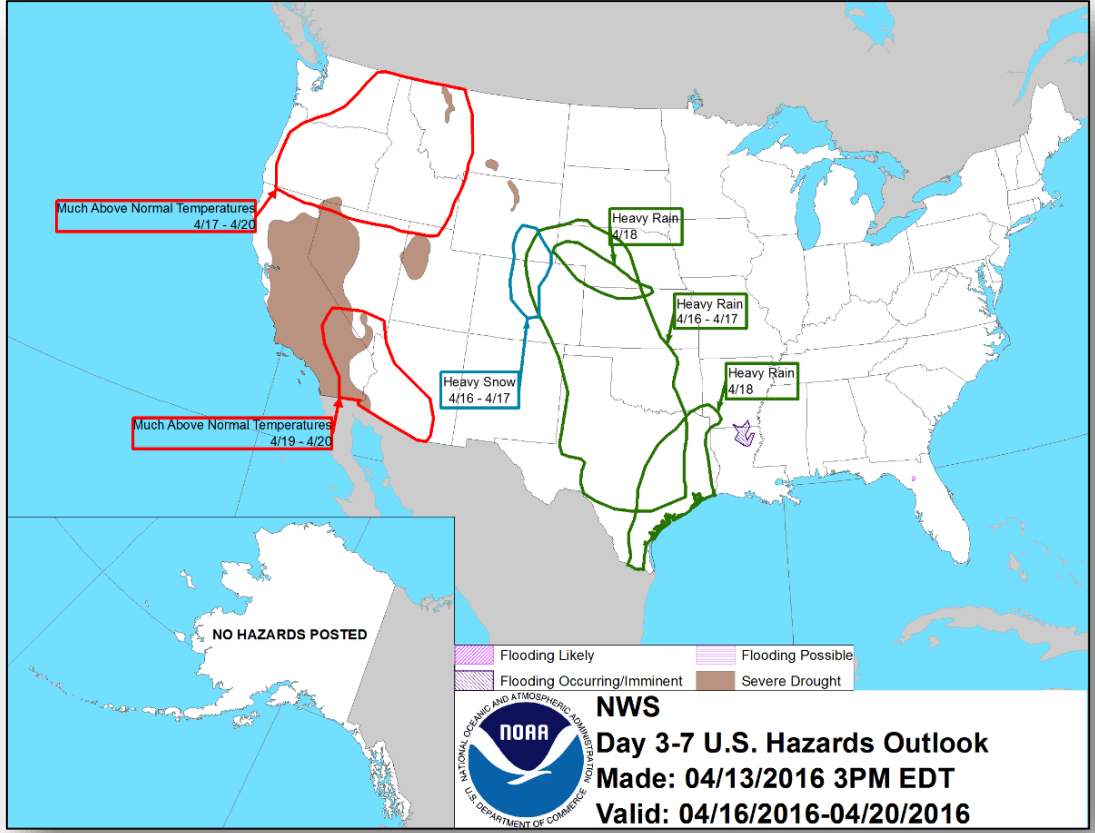 Heavy Rain
4/18
Much Above Normal Temperatures
4/17 - 4/20
Heavy Rain
4/16 - 4/17
Heavy Rain
4/18
Heavy Snow
4/16 - 4/17
Much Above Normal Temperatures
4/19 - 4/20
NO HAZARDS POSTED
Flooding Likely
Flooding Possible
Flooding Occurring/Imminent
Severe Drought
NATIONAL OCEANIC AND ATMOSPHERIC ADMINISTRATION
NOAA
U.S. DEPARTMENT OF COMMERCE
NWS
Day 3-7 U.S. Hazards Outlook
Made: 04/13/2016 3PM EDT
Valid: 04/16/2016-04/20/2016